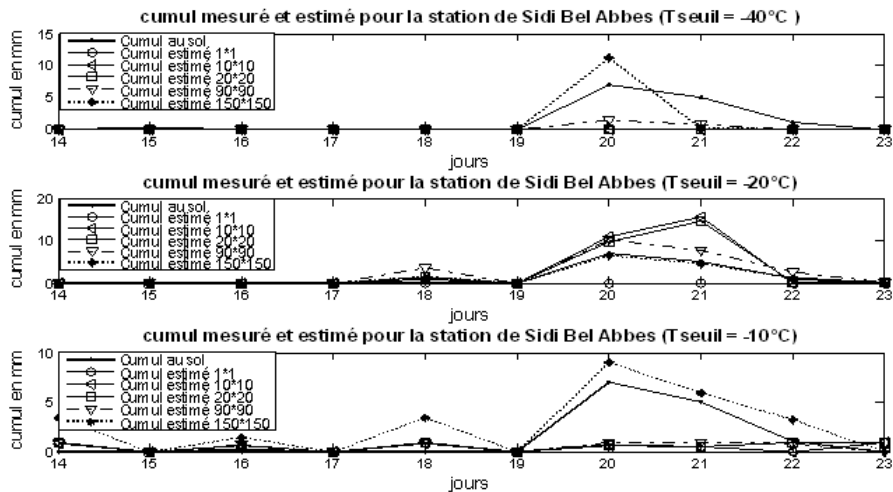 cumul mesuré et estimé pour la station de Sidi Bel Abbes (Tseuil = -40°C )
15
10
5
0
cumul en mm
Cumul au sol
Cumul estimé 1*1
Cumul estimé 10*10
Cumul estimé 20*20
Cumul estimé 90*90
Cumul estimé 150*150
14 15 16 17 18 19 20 21 22 23
jours
cumul mesuré et estimé pour la station de Sidi Bel Abbes (Tseuil = -20°C)
20
10
0
cumul en mm
Cumul au sol
Cumul estimé 1*1
Cumul estimé 10*10
Cumul estimé 20*20
Cumul estimé 90*90
Cumul estimé 150*150
14 15 16 17 18 19 20 21 22 23
jours
cumul mesuré et estimé pour la station de Sidi Bel Abbes (Tseuil = -10°C)
10
5
0
cumul en mm
Cumul au sol
Cumul estimé 1*1
Cumul estimé 10*10
Cumul estimé 20*20
Cumul estimé 90*90
Cumul estimé 150*150
14 15 16 17 18 19 20 21 22 23
jours